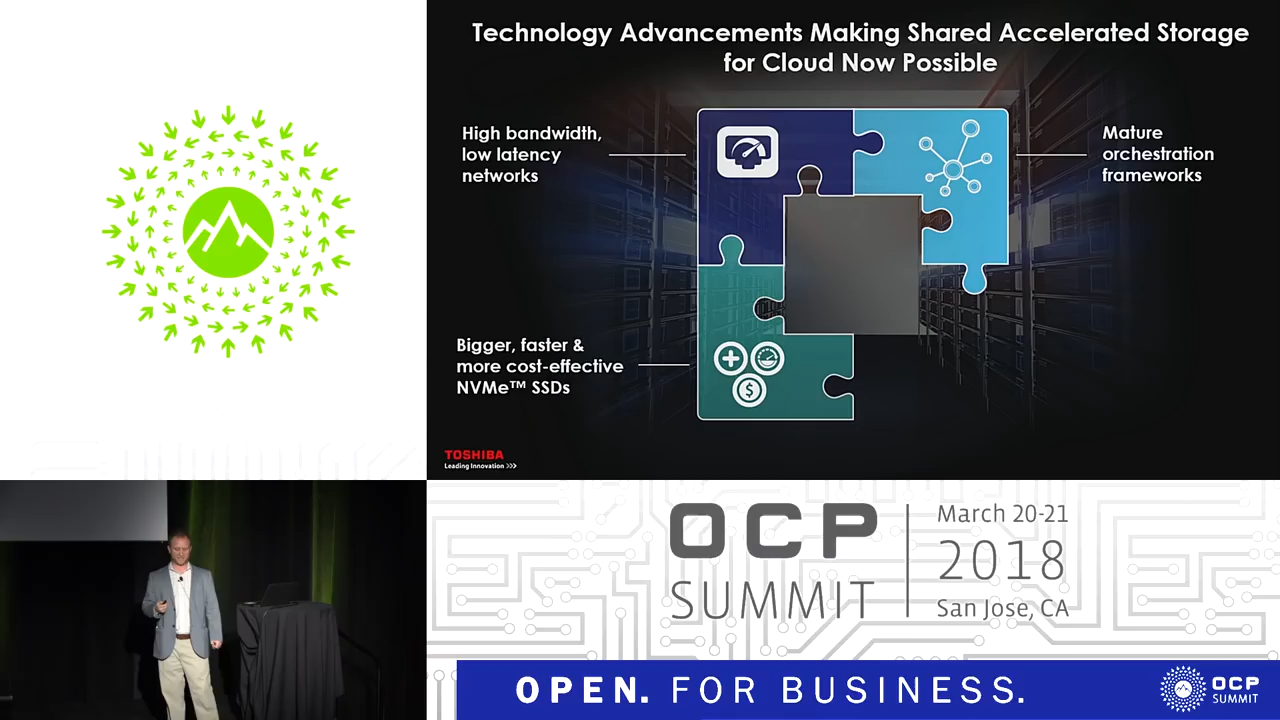 Technology Advancements Making Shared Accelerated Storage
for Cloud Now Possible
High bandwidth,
low latency
networks
Mature
orchestration
frameworks
Bigger, faster &
more cost-effective
NVMe™ SSDs
$
TOSHIBA
Leading Innovation >>>
OCP
SUMMIT
March 20-21
2018
San Jose, CA
OPEN. FOR BUSINESS.
OCP
SUMMIT